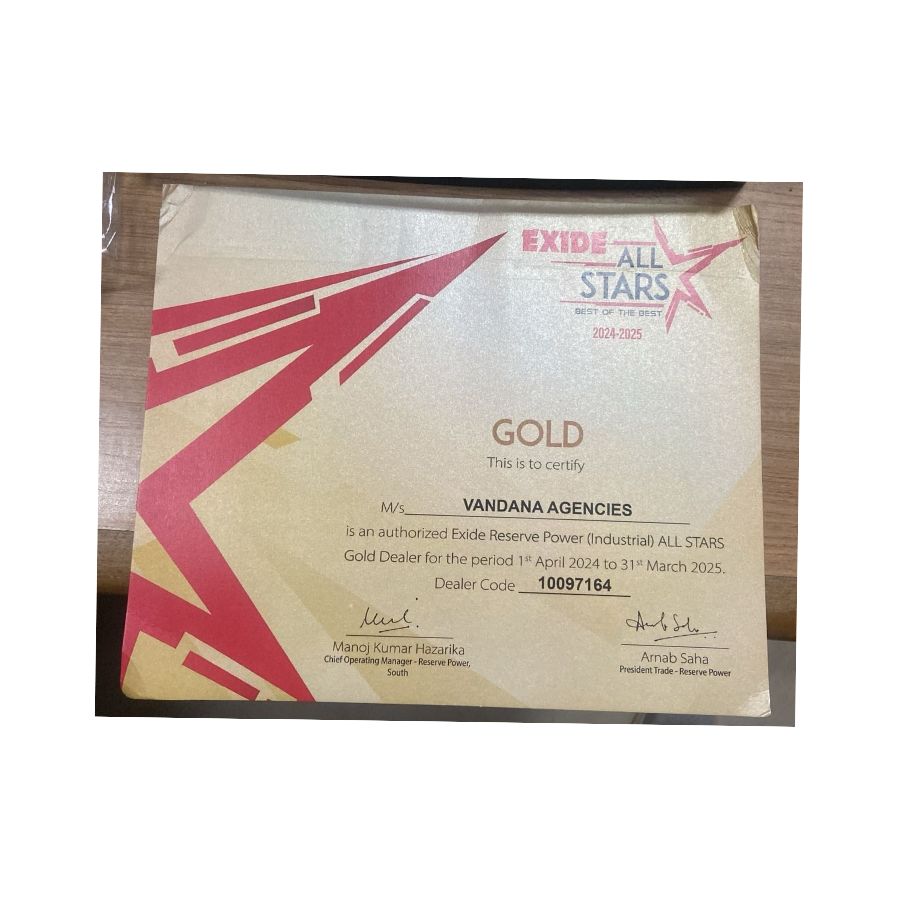 EXIDE
ALL
STARS
BEST OF THE BEST
2024-2025
GOLD
This is to certify
M/s VANDANA AGENCIES
is an authorized Exide Reserve Power (Industrial) ALL STARS
Gold Dealer for the period 1st April 2024 to 31st March 2025.
Dealer Code 10097164
Manoj Kumar Hazarika
Chief Operating Manager - Reserve Power,
South
Arnab Saha
Arnab Saha
President Trade - Reserve Power